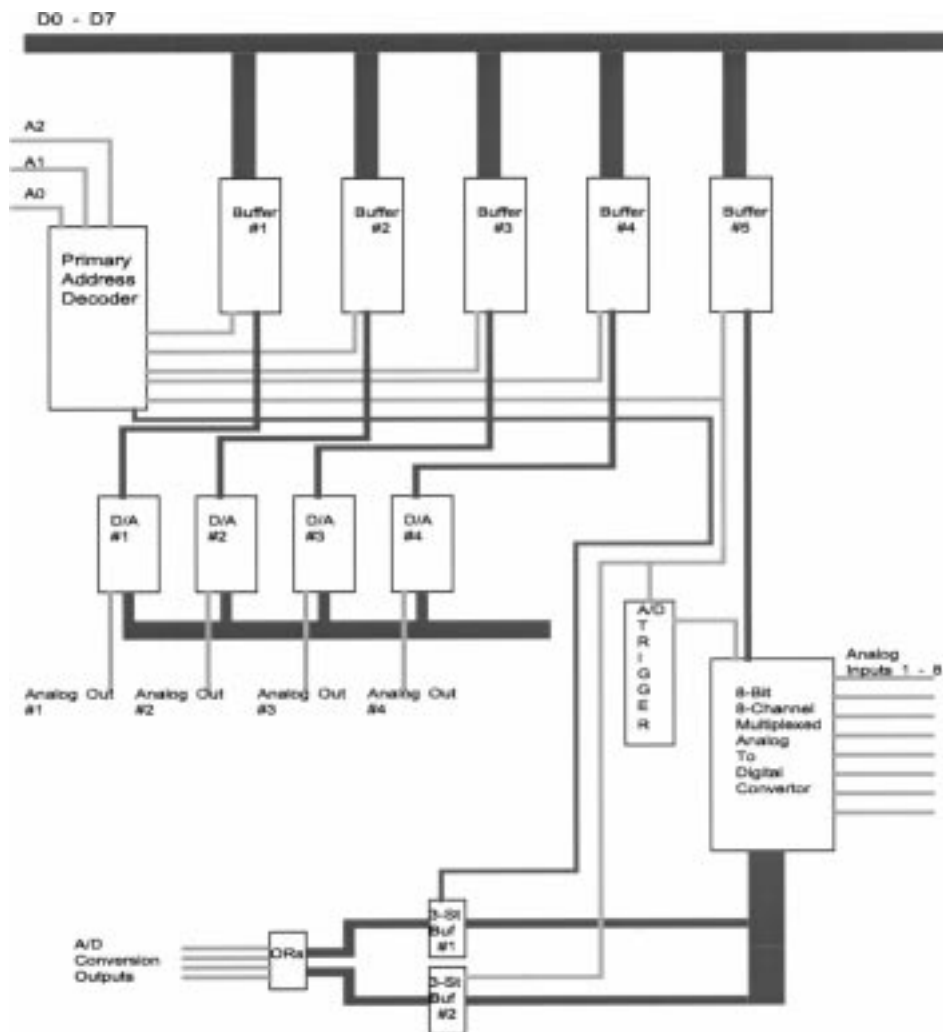 D0 - D7
A2
A1
A0
Primary
Address
Decoder
Buffer
#1
Buffer
#2
Buffer
#3
Buffer
#4
Buffer
#5
D/A
#1
D/A
#2
D/A
#3
D/A
#4
A/D
T
R
I
G
G
E
R
Analog
Inputs 1 - 8
Analog Out
#1
Analog Out
#2
Analog Out
#3
Analog Out
#4
8-Bit
8-Channel
Multiplexed
Analog
To
Digital
Convertor
3-St
Buf
#1
A/D
Conversion
Outputs
ORs
3-St
Buf
#2